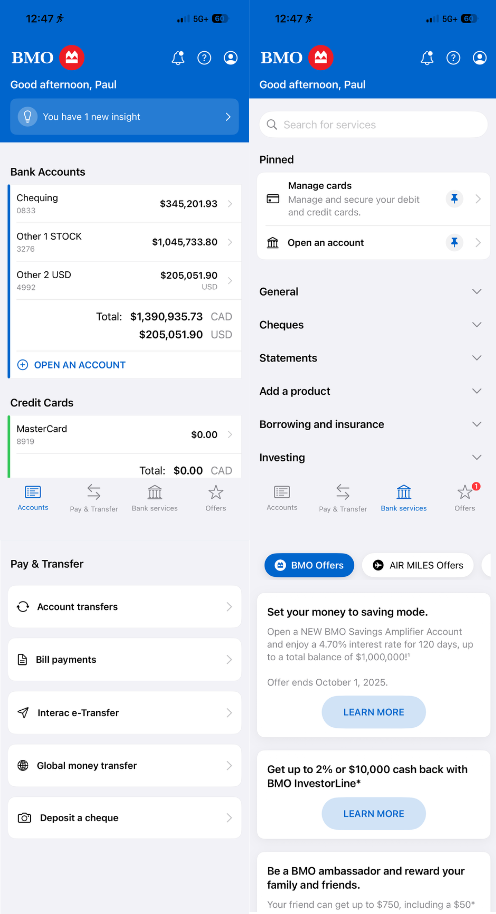 12:47
5G+ 60
BMO
Good afternoon, Paul
You have 1 new insight
Bank Accounts
Chequing
0833
$345,201.93
Other 1 STOCK
3276
$1,045,733.80
Other 2 USD
4992
$205,051.90
USD
Total: $1,390,935.73 CAD
$205,051.90 USD
OPEN AN ACCOUNT
Credit Cards
MasterCard
8919
$0.00
Total: $0.00 CAD
Accounts
Pay & Transfer
Bank services
Offers
12:47
5G+ 60
BMO
Good afternoon, Paul
Search for services
Pinned
Manage cards
Manage and secure your debit
and credit cards.
Open an account
General
Cheques
Statements
Add a product
Borrowing and insurance
Investing
Accounts
Pay & Transfer
Bank services
1
Offers
Pay & Transfer
Account transfers
Bill payments
Interac e-Transfer
Global money transfer
Deposit a cheque
BMO Offers
AIR MILES Offers
Set your money to saving mode.
Open a NEW BMO Savings Amplifier Account
and enjoy a 4.70% interest rate for 120 days, up
to a total balance of $1,000,000!¹
Offer ends October 1, 2025.
LEARN MORE
Get up to 2% or $10,000 cash back with
BMO InvestorLine*
LEARN MORE
Be a BMO ambassador and reward your
family and friends.
Your friend can get up to $750, including a $50*